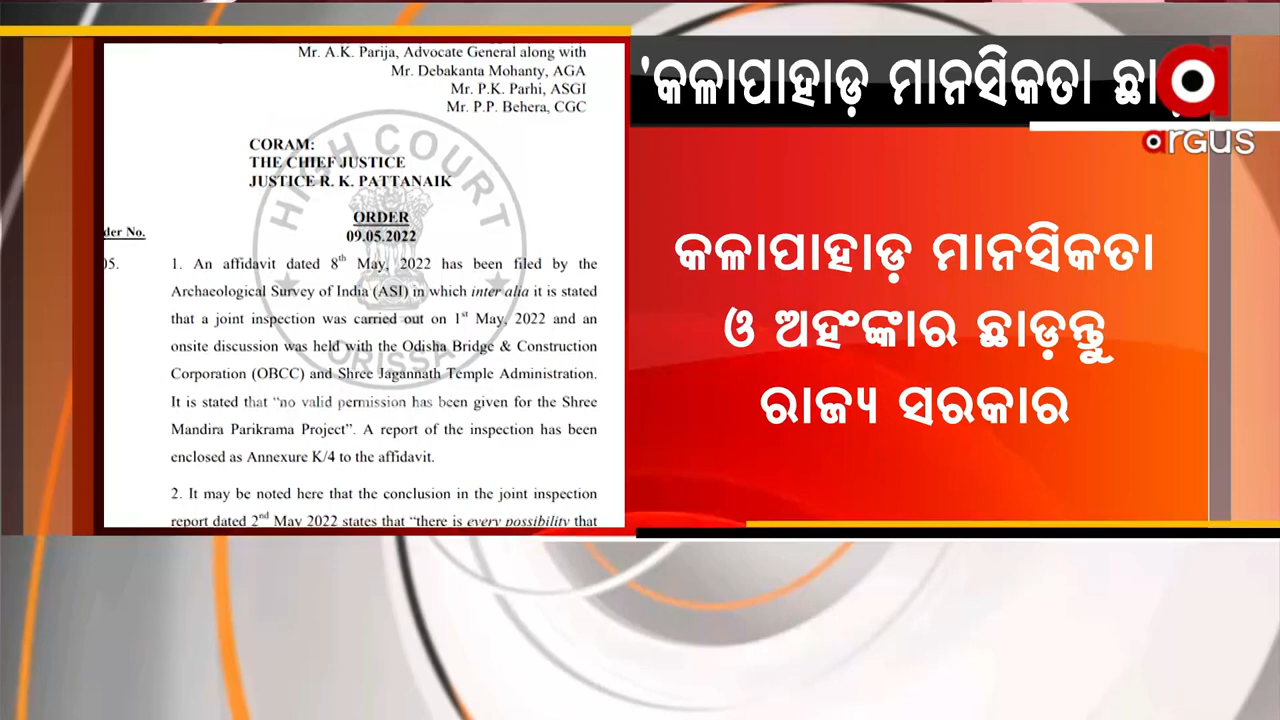 Mr. A.K. Parija, Advocate General along with
Mr. Debakanta Mohanty, AGA
Mr. P.K. Parhi, ASGI
Mr. P.P. Behera, CGC
CORAM:
THE CHIEF JUSTICE
JUSTICE R. K. PATTANAIK
ORDER
09.05.2022
der No.
05.
1. An affidavit dated 8th May, 2022 has been filed by the
Archaeological Survey of India (ASI) in which inter alia it is stated
that a joint inspection was carried out on 1st May, 2022 and an
onsite discussion was held with the Odisha Bridge & Construction
Corporation (OBCC) and Shree Jagannath Temple Administration.
It is stated that “no valid permission has been given for the Shree
Mandira Parikrama Project”. A report of the inspection has been
enclosed as Annexure K/4 to the affidavit.
2. It may be noted here that the conclusion in the joint inspection
report dated 2nd May 2022 states that “there is every possibility that
HIGH COURT
ORISSA
'କଳାପାହାଡ଼ ମାନସିକତା
argus
କଳାପାହାଡ଼ ମାନସିକତା
ଓ ଅହଂଙ୍କାର ଛାଡ଼ନ୍ତୁ
ରାଜ୍ୟ ସରକାର